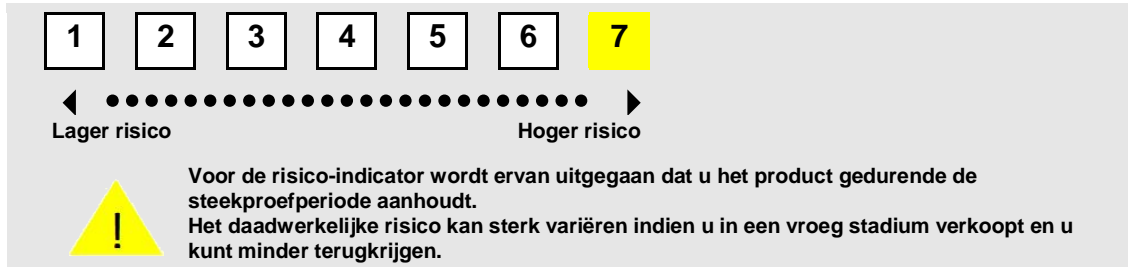 1 2 3 4 5 6 7
Lager risico Hoger risico
Voor de risico-indicator wordt ervan uitgegaan dat u het product gedurende de
steekproefperiode aanhoudt.
Het daadwerkelijke risico kan sterk variëren indien u in een vroeg stadium verkoopt en u
kunt minder terugkrijgen.
!